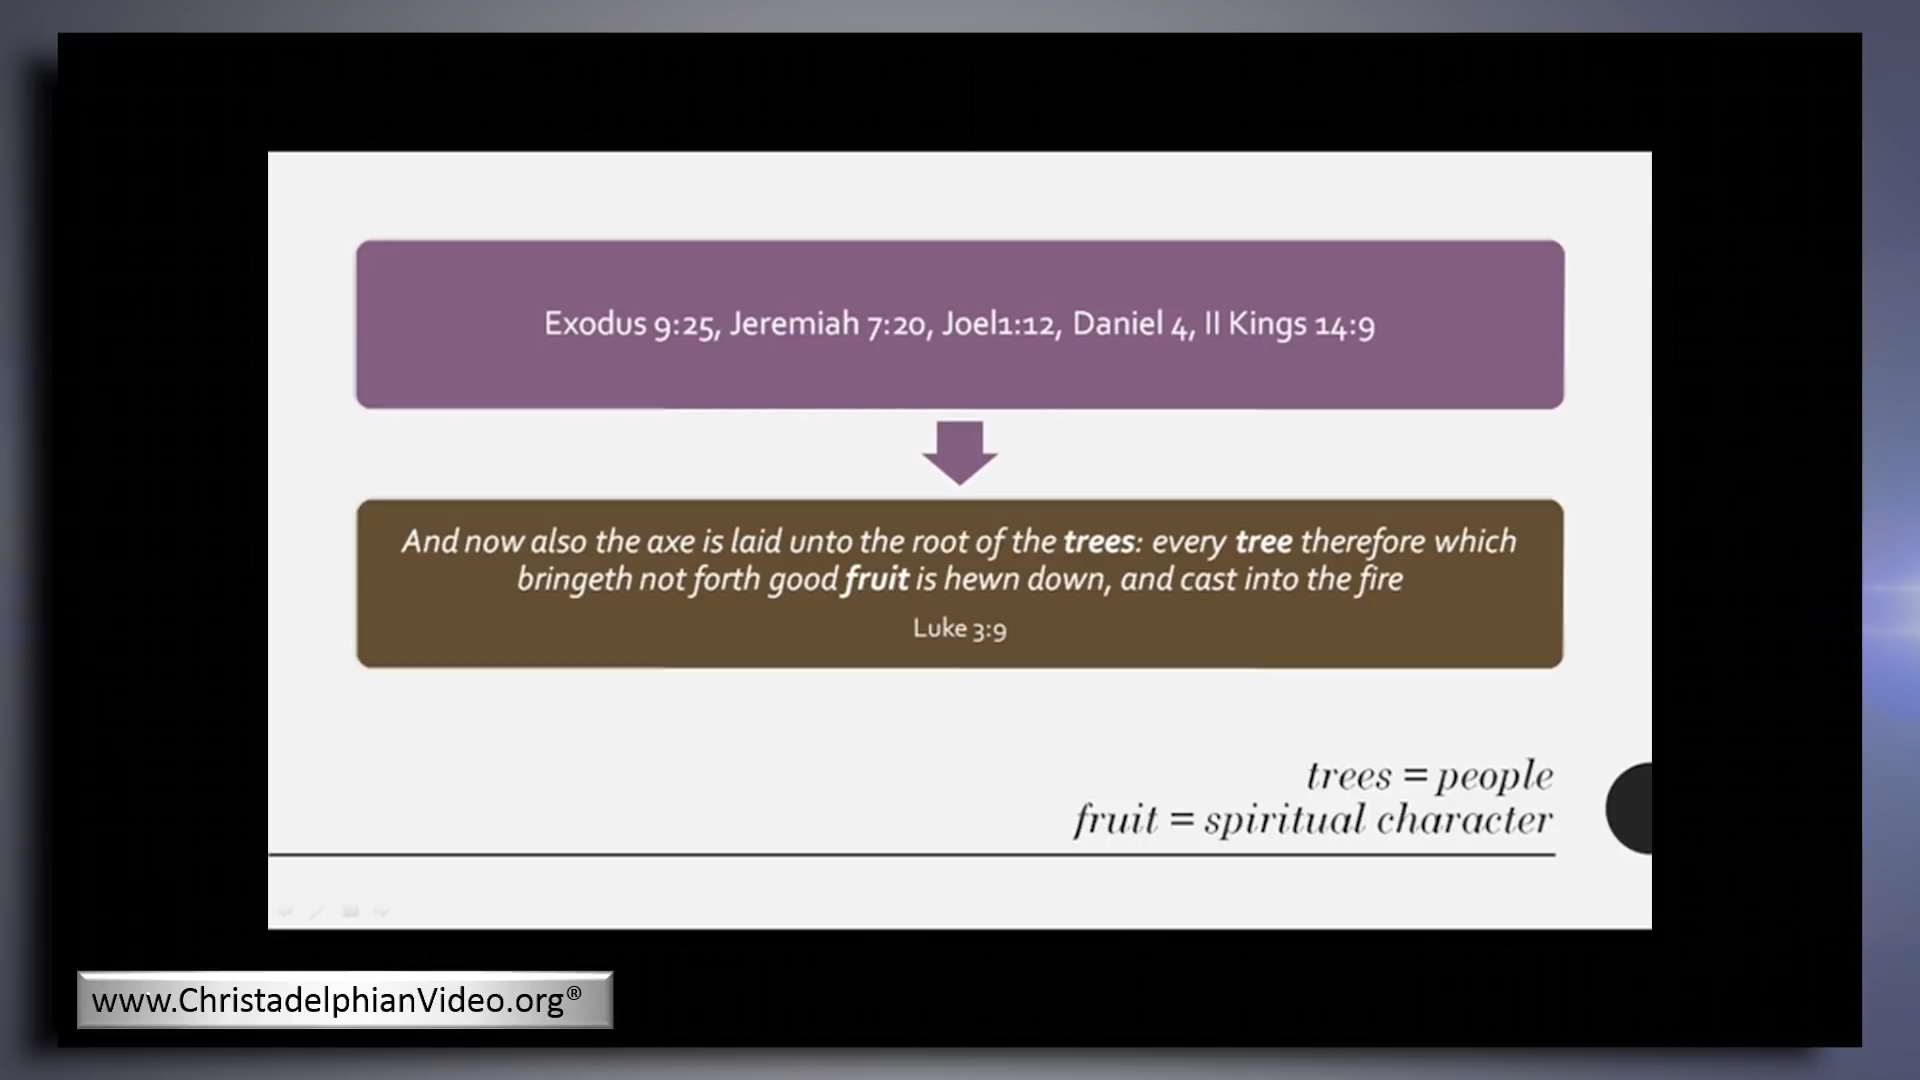 Exodus 9:25, Jeremiah 7:20, Joel1:12, Daniel 4, II Kings 14:9
And now also the axe is laid unto the root of the trees: every tree therefore which
bringeth not forth good fruit is hewn down, and cast into the fire
Luke 3:9
trees = people
fruit = spiritual character
www.ChristadelphianVideo.org®